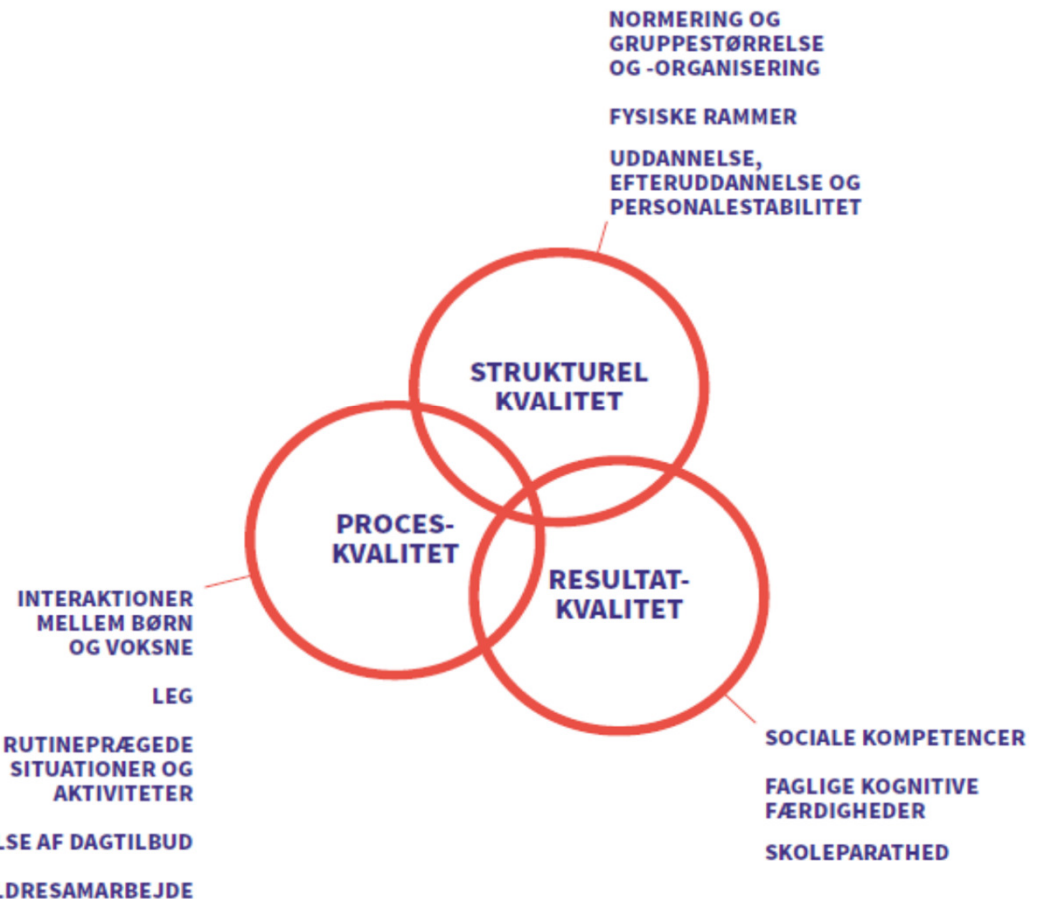 NORMERING OG
GRUPPESTØRRELSE
OG -ORGANISERING
FYSISKE RAMMER
UDDANNELSE,
EFTERUDDANNELSE OG
PERSONALESTABILITET
STRUKTUREL
KVALITET
PROCES-
KVALITET
RESULTAT-
KVALITET
INTERAKTIONER
MELLEM BØRN
OG VOKSNE
LEG
RUTINEPRÆGEDE
SITUATIONER OG
AKTIVITETER
AF DAGTILBUD
SOCIALE KOMPETENCER
FAGLIGE KOGNITIVE
FÆRDIGHEDER
SKOLEPARATHED